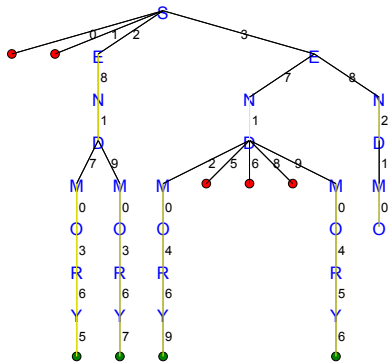 S
0 1 2 3
E E
8 7 8
N N N
1 1 2
D D D
7 9 2 5 6 8 9 1
M M M M M
0 0 0 0 0
O O O O O
3 3 4 4
R R R R
6 6 6 5
Y Y Y Y
5 7 9 6